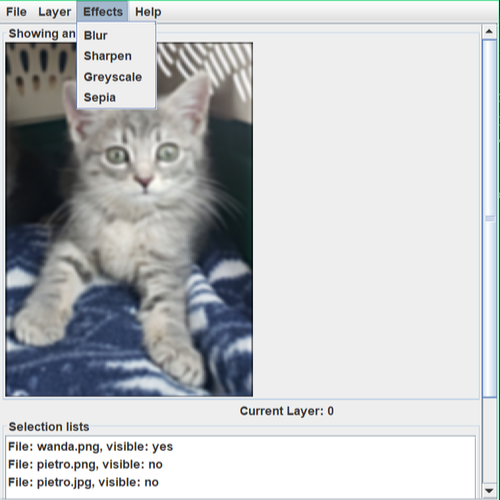 File Layer Effects Help
Showing an
Blur
Sharpen
Greyscale
Sepia
Current Layer: 0
Selection lists
File: wanda.png, visible: yes
File: pietro.png, visible: no
File: pietro.jpg, visible: no